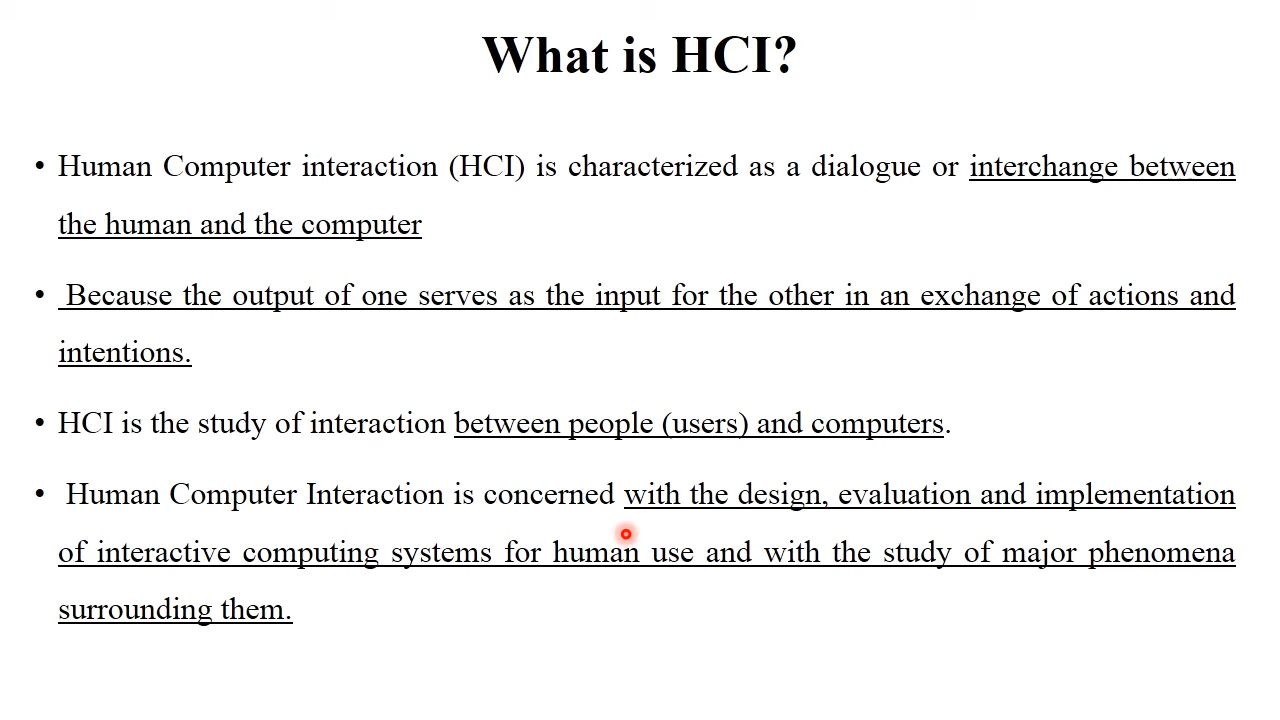 What is HCI?
• Human Computer interaction (HCI) is characterized as a dialogue or interchange between
the human and the computer
• Because the output of one serves as the input for the other in an exchange of actions and
intentions.
• HCI is the study of interaction between people (users) and computers.
• Human Computer Interaction is concerned with the design, evaluation and implementation
of interactive computing systems for human use and with the study of major phenomena
surrounding them.